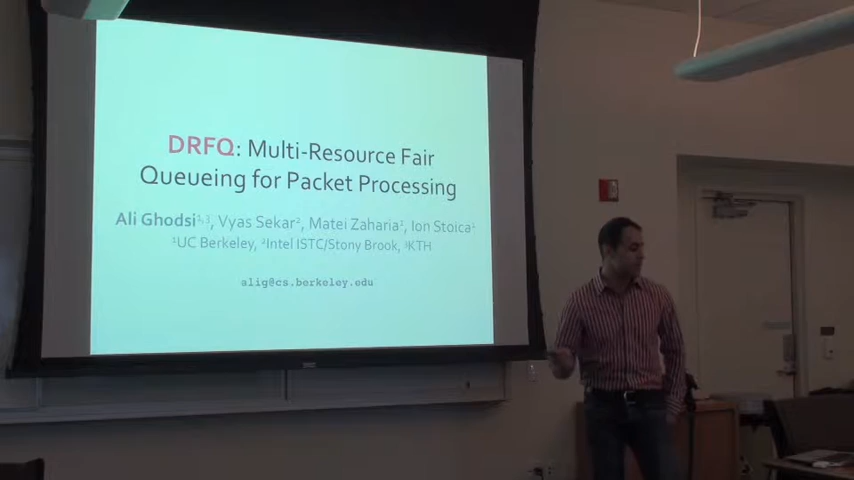 DRFQ: Multi-Resource Fair
Queueing for Packet Processing
Ali Ghodsi¹,³, Vyas Sekar², Matei Zaharia¹, Ion Stoica¹
¹UC Berkeley, ²Intel ISTC/Stony Brook, ³KTH
alig@cs.berkeley.edu